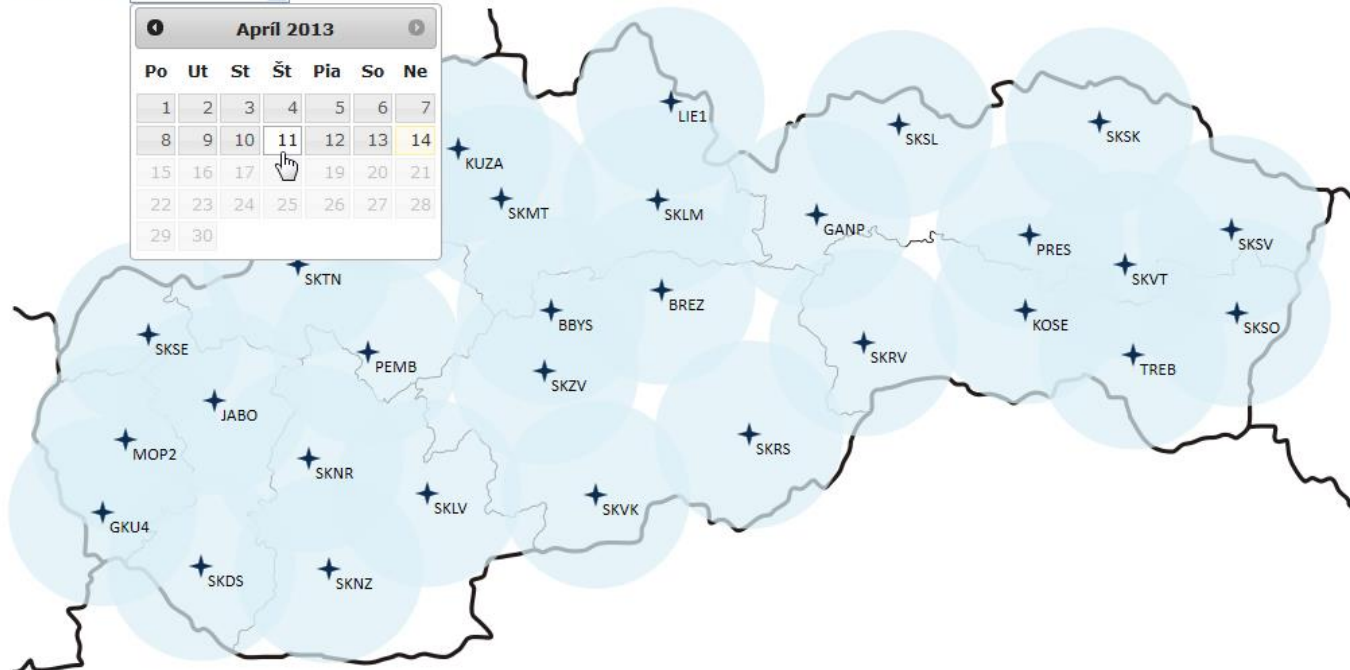 Apríl 2013
Po Ut St Št Pia So Ne
1 2 3 4 5 6 7
8 9 10 11 12 13 14
15 16 17 18 19 20 21
22 23 24 25 26 27 28
29 30
LIE1
SKSL
SKSK
KUZA
SKMT
SKLM
GANP
PRES
SKSV
SKTN
SKVT
BREZ
BBYS
KOSE
SKSO
SKSE
PEMB
SKRV
TREB
SKZV
JABO
MOP2
SKRS
SKNR
SKLV
SKVK
GKU4
SKDS
SKNZ